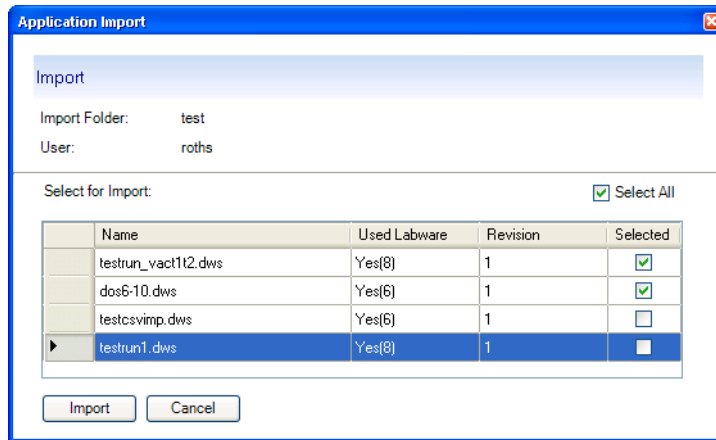 Application Import
Import
Import Folder: test
User: roths
Select for Import: Select All
Name Used Labware Revision Selected
testrun_vact1t2.dws Yes(8) 1
dos6-10.dws Yes(6) 1
testcsvimp.dws Yes(6) 1
testrun1.dws Yes(8) 1
Import Cancel